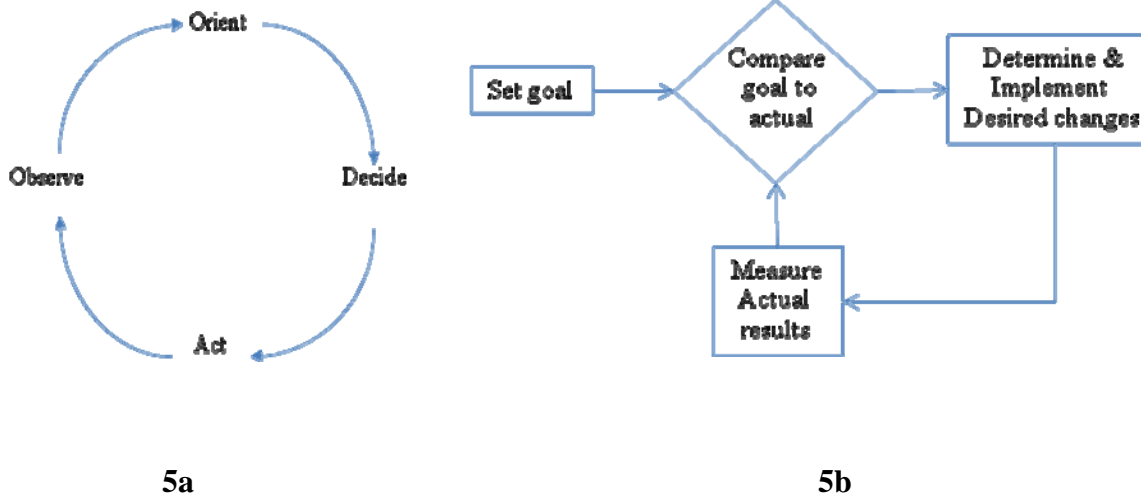 Orient
Observe
Decide
Act
Set goal
Compare
goal to
actual
Determine &
Implement
Desired changes
Measure
Actual
results
5a
5b